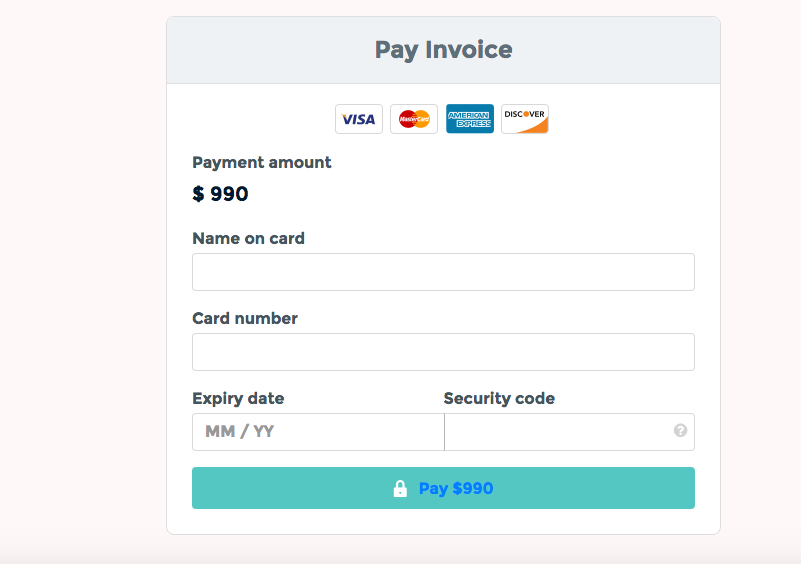 Pay Invoice
VISA MasterCard AMERICAN EXPRESS DISCOVER
Payment amount
$ 990
Name on card
Card number
Expiry date Security code
MM / YY ?
Pay $990